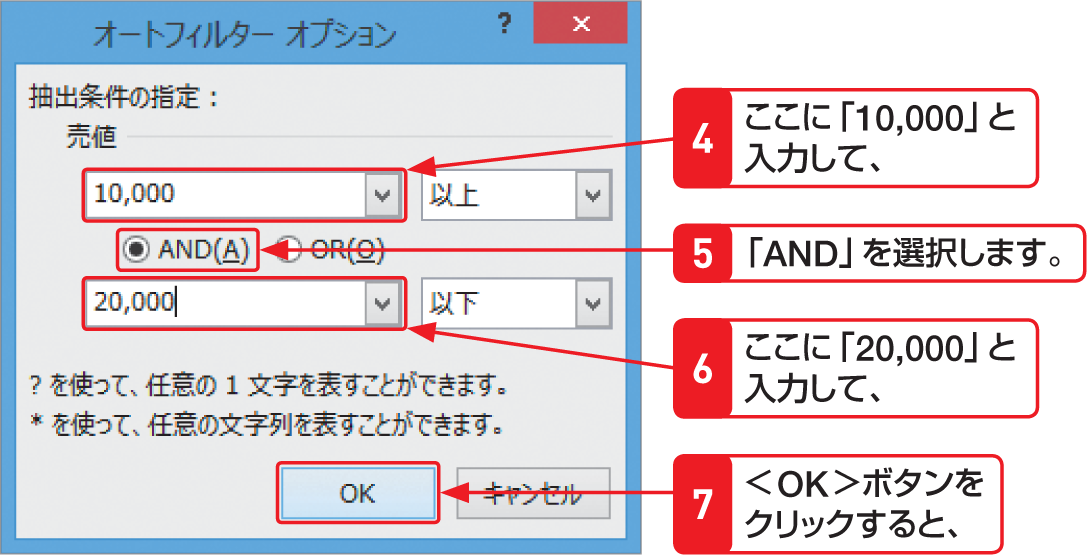 オートフィルター オプション
?
×
抽出条件の指定：
売値
10,000
以上
AND(A)
OR(O)
20,000
以下
? を使って、任意の 1 文字を表すことができます。
* を使って、任意の文字列を表すことができます。
OK
キャンセル
4
ここに「10,000」と
入力して、
5
「AND」を選択します。
6
ここに「20,000」と
入力して、
7
＜OK＞ボタンを
クリックすると、